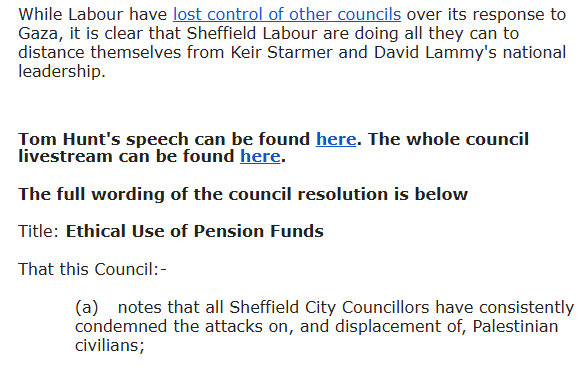 While Labour have lost control of other councils over its response to
Gaza, it is clear that Sheffield Labour are doing all they can to
distance themselves from Keir Starmer and David Lammy's national
leadership.
Tom Hunt's speech can be found here. The whole council
livestream can be found here.
The full wording of the council resolution is below
Title: Ethical Use of Pension Funds
That this Council:-
(a) notes that all Sheffield City Councillors have consistently
condemned the attacks on, and displacement of, Palestinian
civilians;